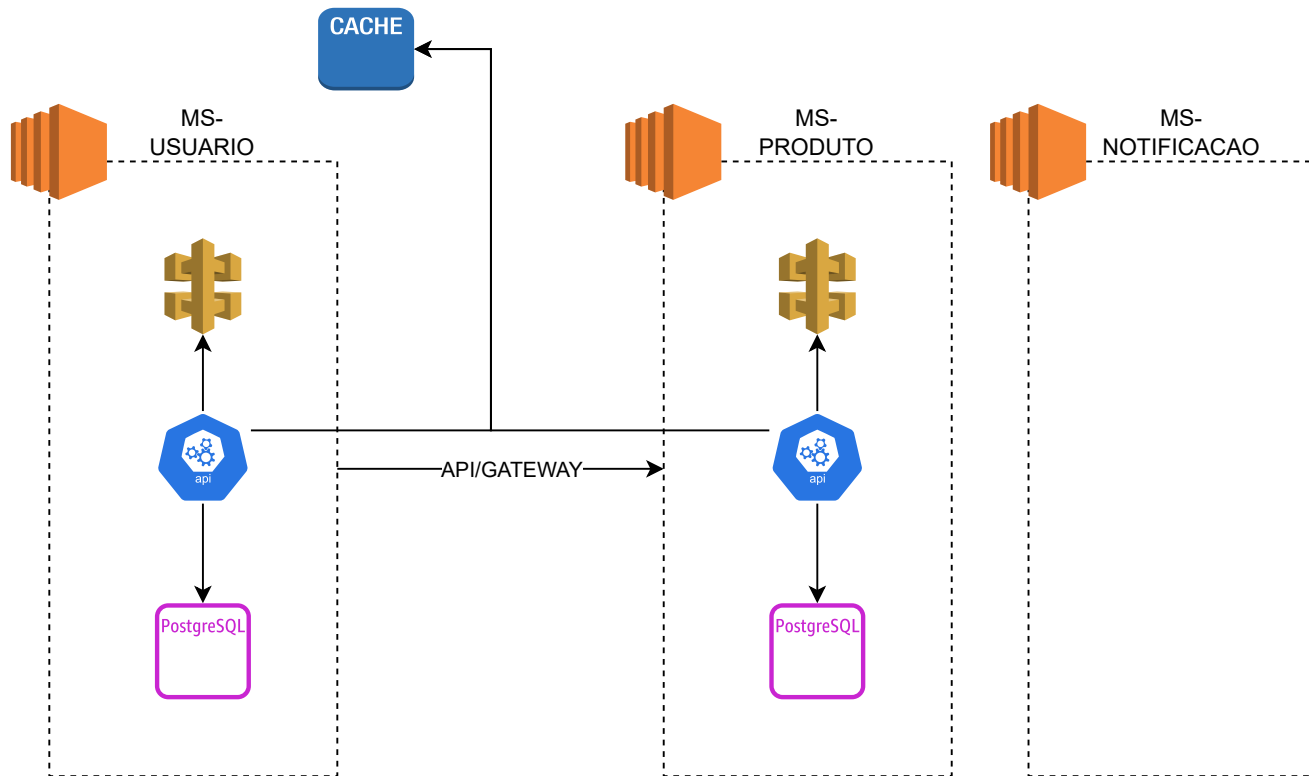 CACHE
MS-
USUARIO
MS-
PRODUTO
MS-
NOTIFICACAO
api
API/GATEWAY
api
PostgreSQL
PostgreSQL